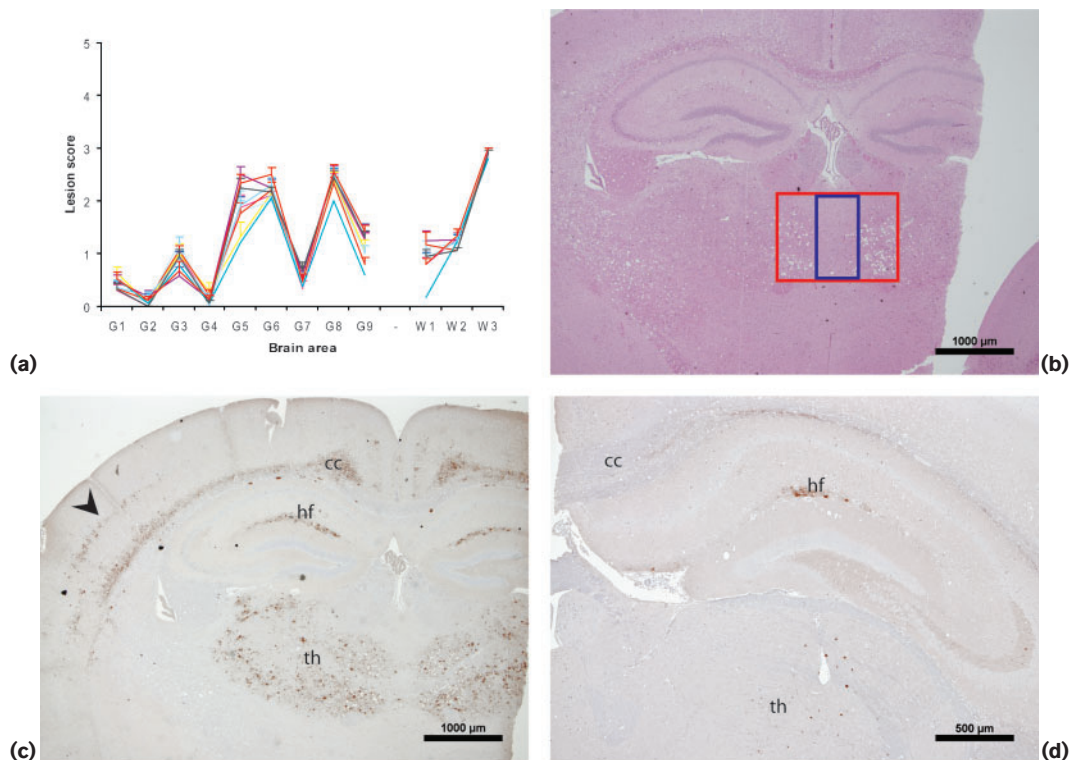 5
4
3
2
1
0
Lesion score
G1 G2 G3 G4 G5 G6 G7 G8 G9 - W1 W2 W3
Brain area
(a)
1000 µm
(b)
cc
hf
th
1000 µm
(c)
cc
hf
th
500 µm
(d)